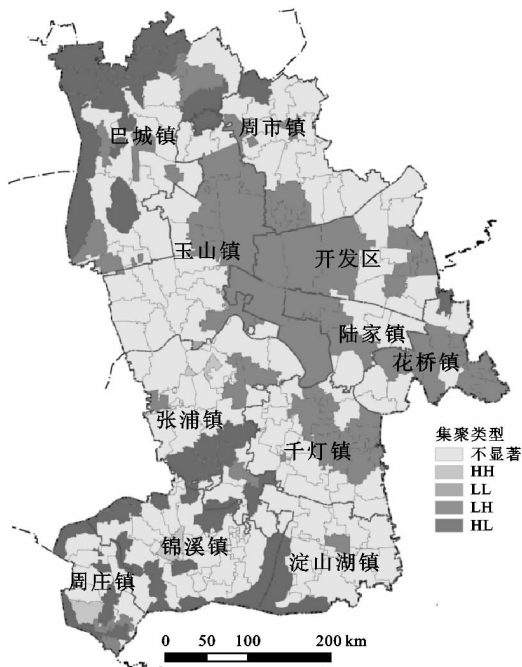 巴城镇
周市镇
玉山镇
开发区
陆家镇
花桥镇
张浦镇
千灯镇
集聚类型
不显著
HH
LL
LH
HL
锦溪镇
淀山湖镇
周庄镇
0 50 100 200 km